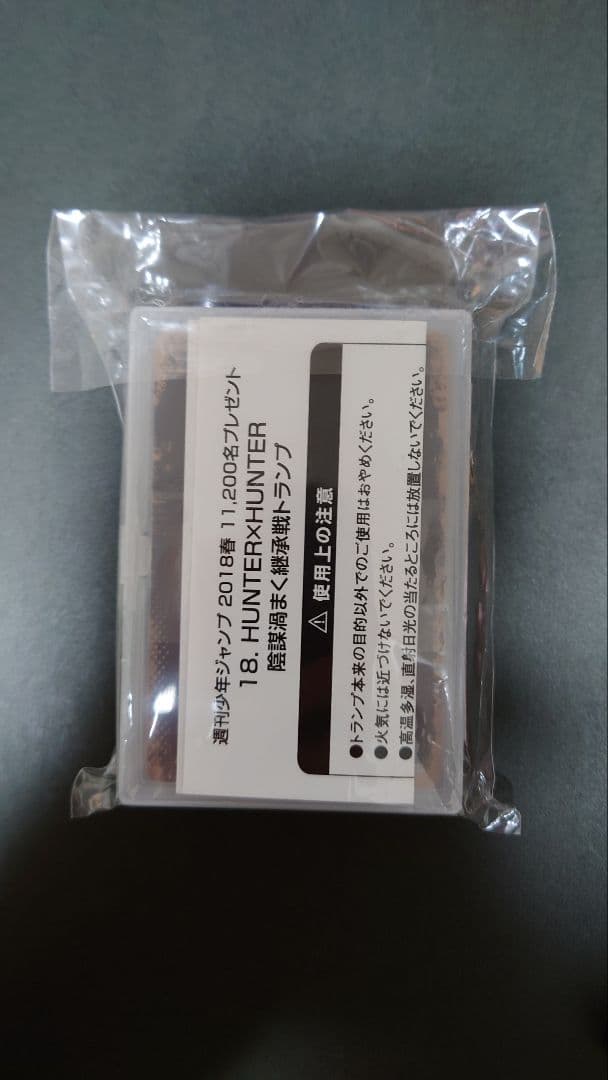 週刊少年ジャンプ 2018春 11,200名プレゼント
18. HUNTER×HUNTER
陰謀渦まく継承戦トランプ
⚠ 使用上の注意
●トランプ本来の目的以外でのご使用はおやめください。
●火気には近づけないでください。
●高温多湿、直射日光の当たるところには放置しないでください。